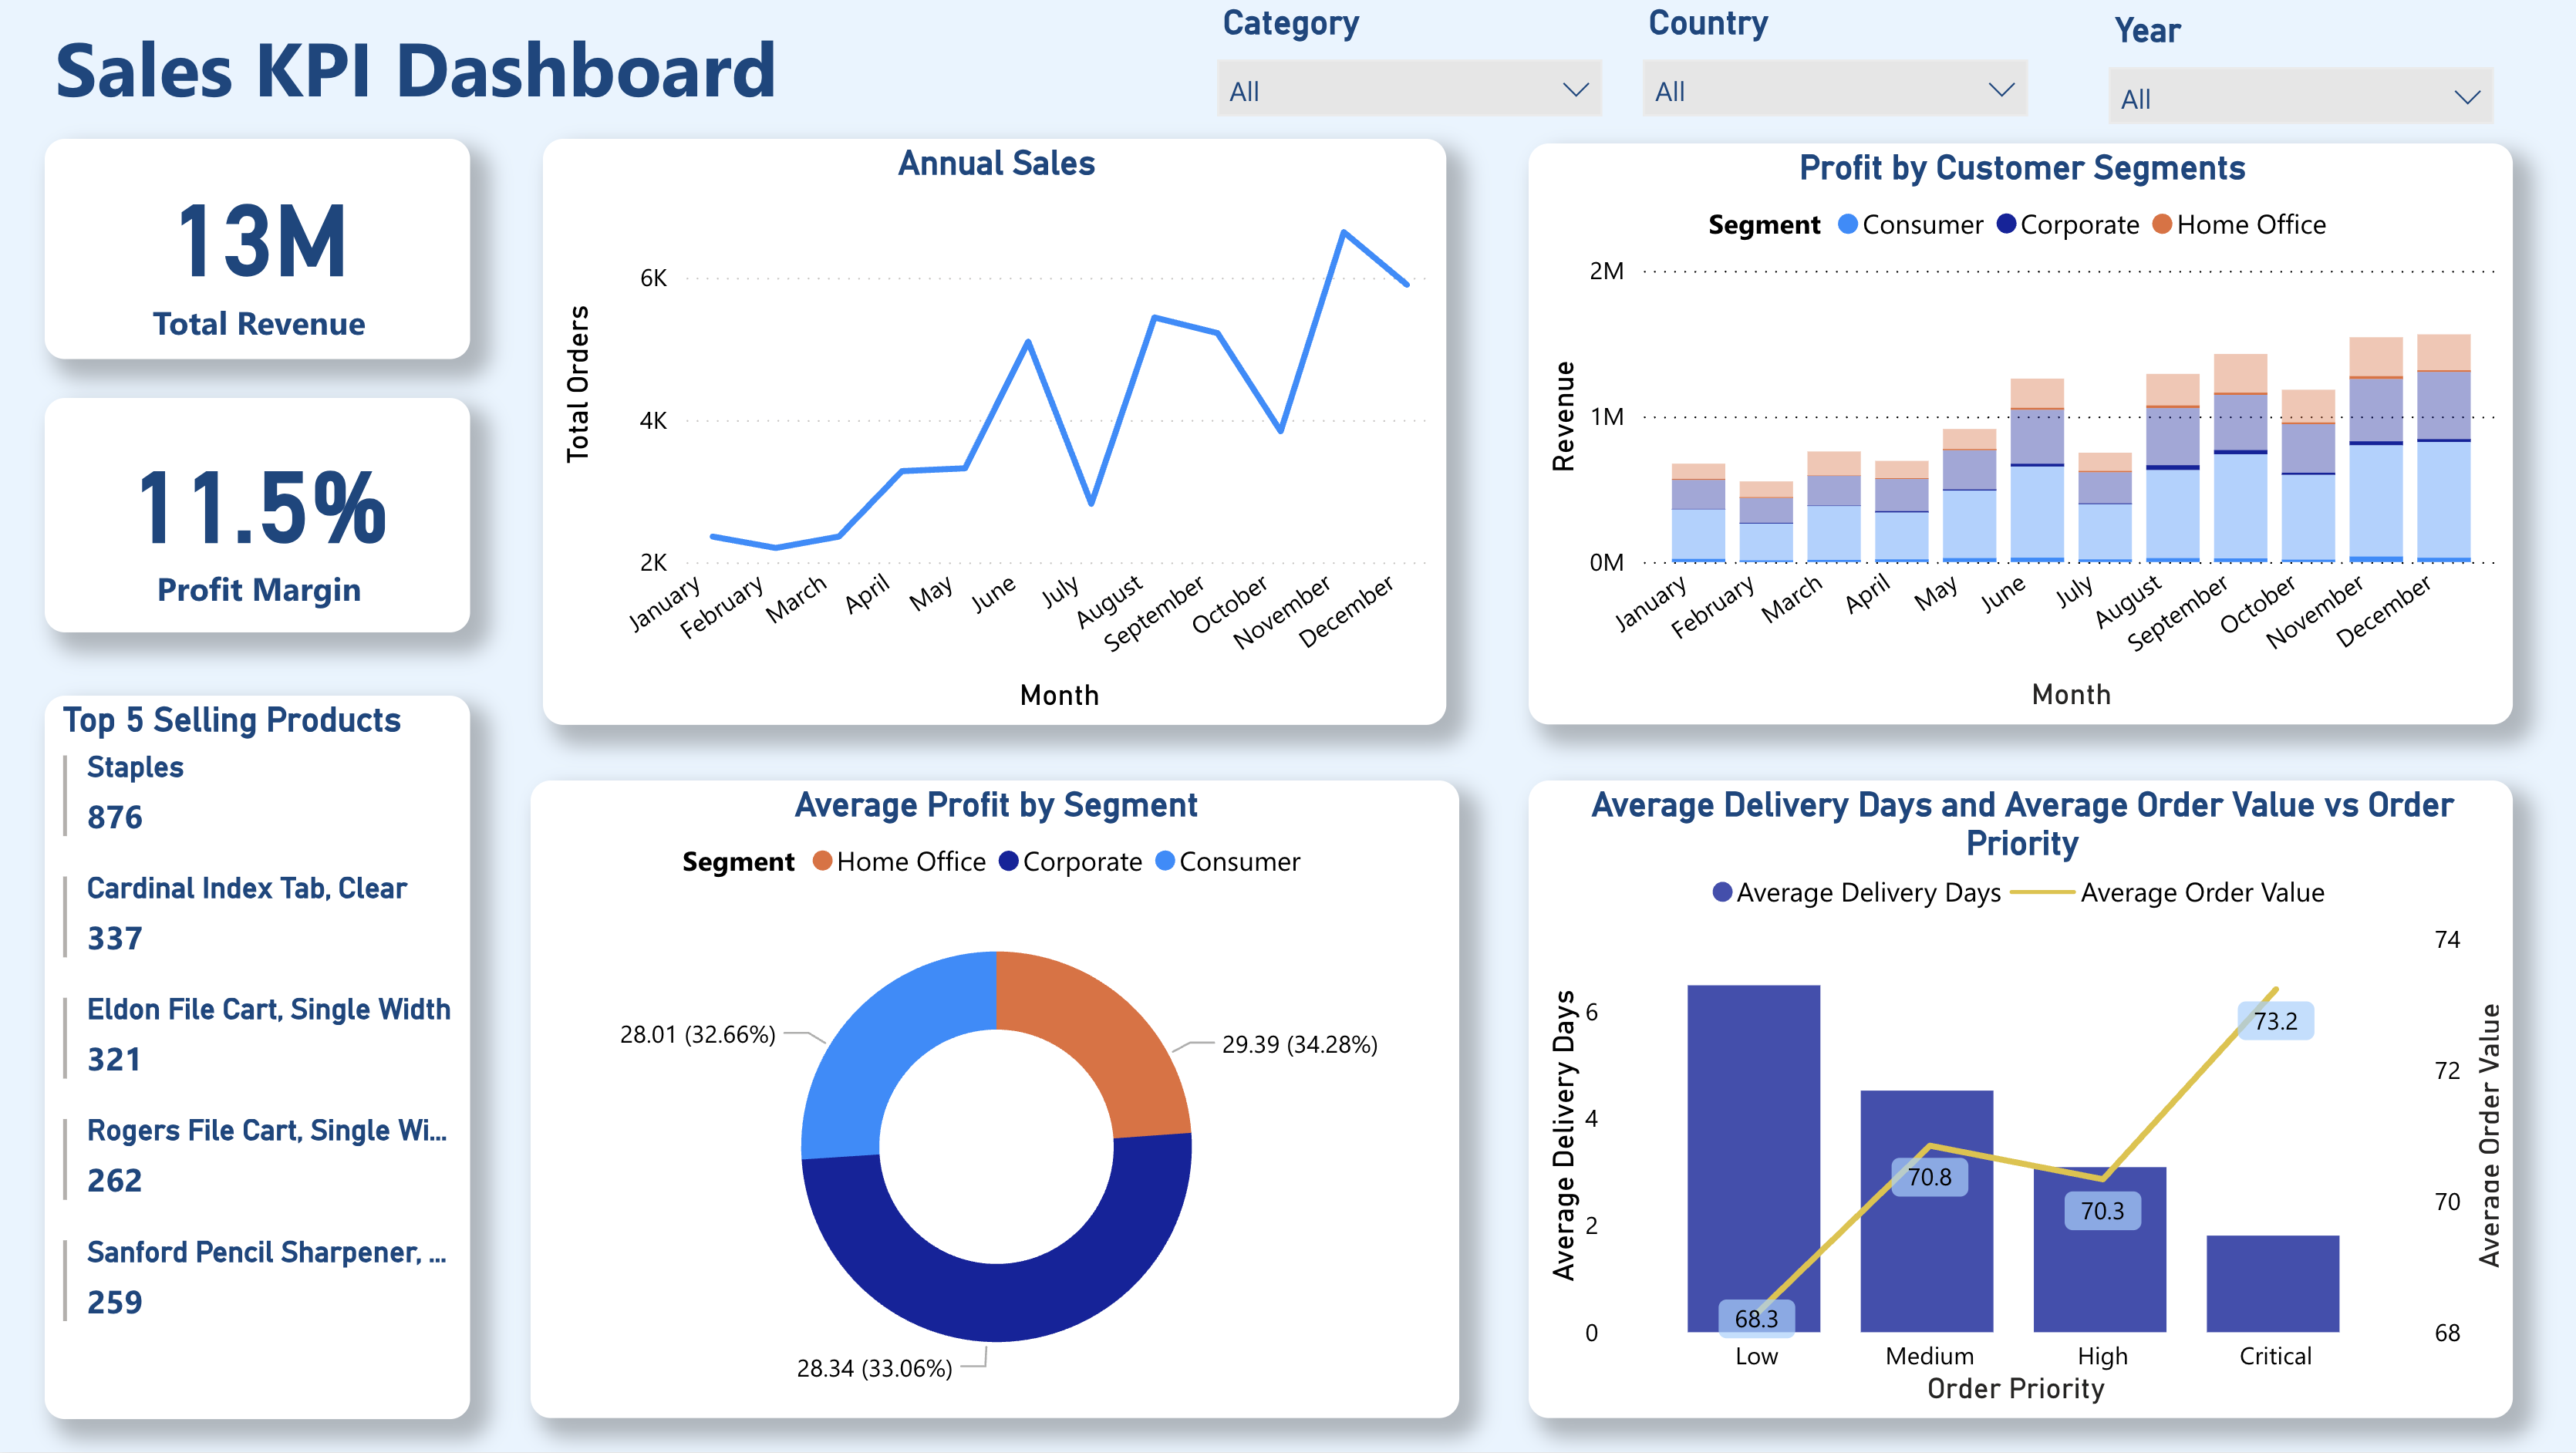 Sales KPI Dashboard
Category
All
Country
All
Year
All
13M
Total Revenue
11.5%
Profit Margin
Top 5 Selling Products
Staples
876
Cardinal Index Tab, Clear
337
Eldon File Cart, Single Width
321
Rogers File Cart, Single Wi...
262
Sanford Pencil Sharpener, ...
259
Annual Sales
Total Orders
6K
4K
2K
January
February
March
April
May
June
July
August
September
October
November
December
Month
Profit by Customer Segments
Segment Consumer Corporate Home Office
Revenue
2M
1M
0M
January
February
March
April
May
June
July
August
September
October
November
December
Month
Average Profit by Segment
Segment Home Office Corporate Consumer
28.01 (32.66%)
29.39 (34.28%)
28.34 (33.06%)
Average Delivery Days and Average Order Value vs Order
Priority
Average Delivery Days Average Order Value
Average Delivery Days
6
4
2
0
74
72
70
68
Average Order Value
73.2
70.8
70.3
68.3
Low
Medium
High
Critical
Order Priority